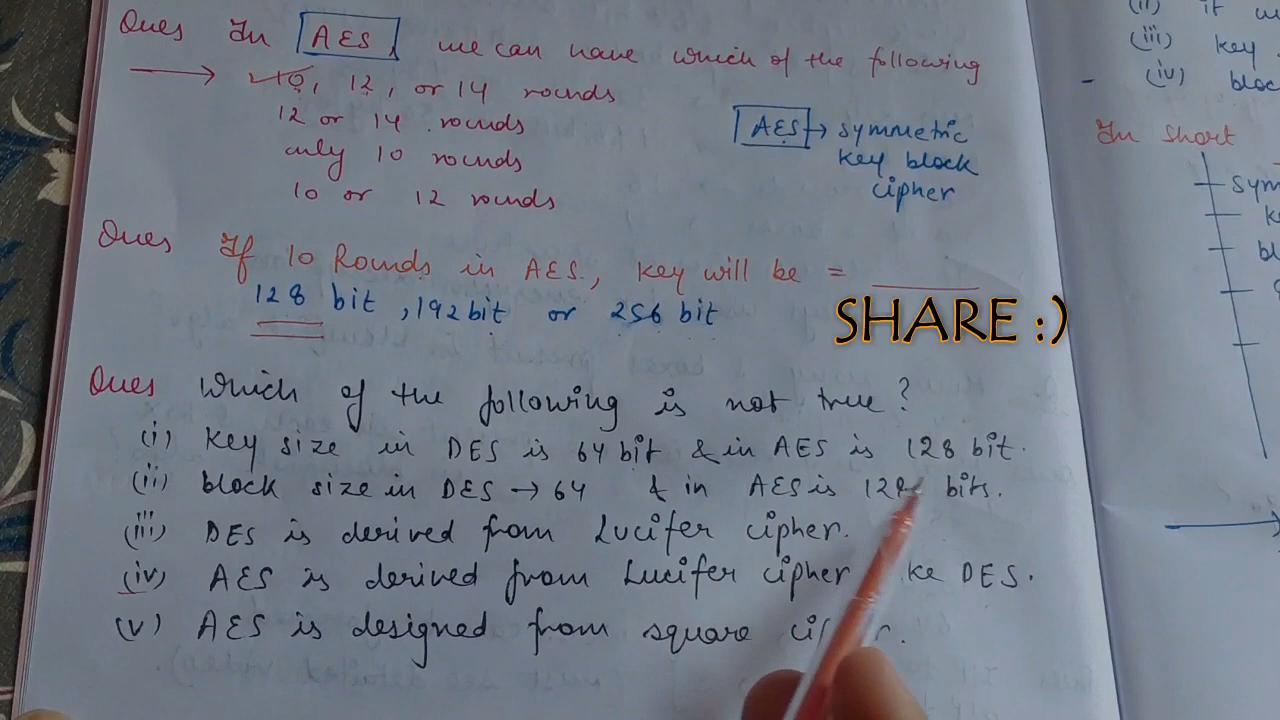 Ques In AES we can have which of the following
→ 10, 12, or 14 rounds
12 or 14 rounds
only 10 rounds
10 or 12 rounds
AES → symmetric
key block
cipher
Ques If 10 Rounds in AES, key will be = ______
128 bit, 192 bit or 256 bit
SHARE :)
Ques Which of the following is not true?
(i) Key size in DES is 64 bit & in AES is 128 bit.
(ii) block size in DES → 64 & in AES is 128 bits.
(iii) DES is derived from Lucifer cipher.
(iv) AES is derived from Lucifer cipher DES.
(v) AES is designed from square
(ii) it
(iii) key
- (iv)
In short